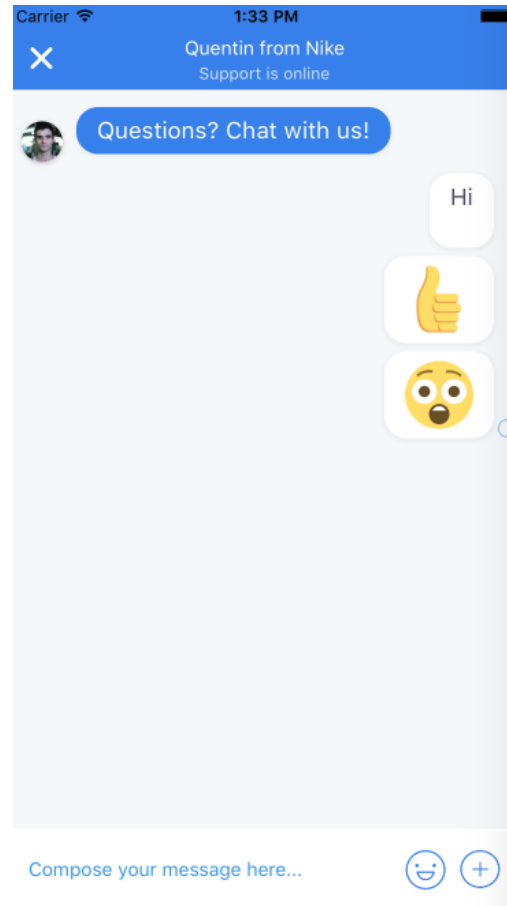 Carrier 1:33 PM
Quentin from Nike
Support is online
Questions? Chat with us!
Hi
Compose your message here...